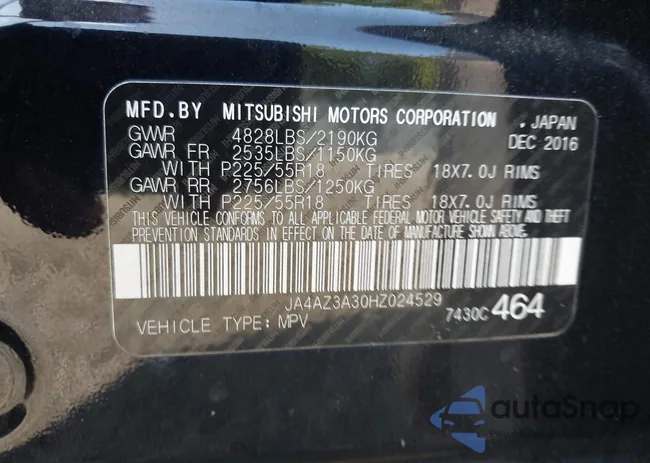 MFD.BY MITSUBISHI MOTORS CORPORATION , JAPAN
GVWR 4828LBS/2190KG DEC 2016
GAWR FR 2535LBS/1150KG
WITH P225/55R18 TIRES 18X7.0J RIMS
GAWR RR 2756LBS/1250KG
WITH P225/55R18 TIRES 18X7.0J RIMS
THIS VEHICLE CONFORMS TO ALL APPLICABLE FEDERAL MOTOR VEHICLE SAFETY AND THEFT
PREVENTION STANDARDS IN EFFECT ON THE DATE OF MANUFACTURE SHOWN ABOVE.
JA4AZ3A30HZ024529
VEHICLE TYPE: MPV 7430C 464
autoSnap